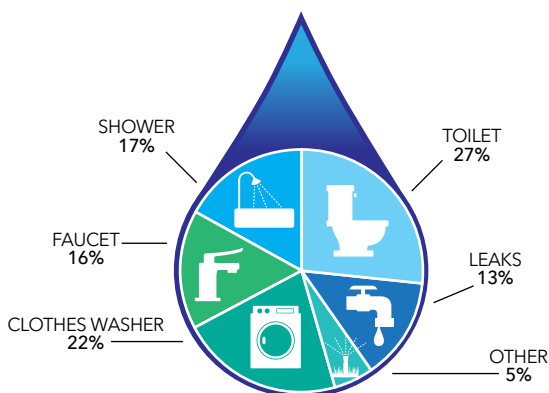 SHOWER
17%
TOILET
27%
FAUCET
16%
LEAKS
13%
CLOTHES WASHER
22%
OTHER
5%